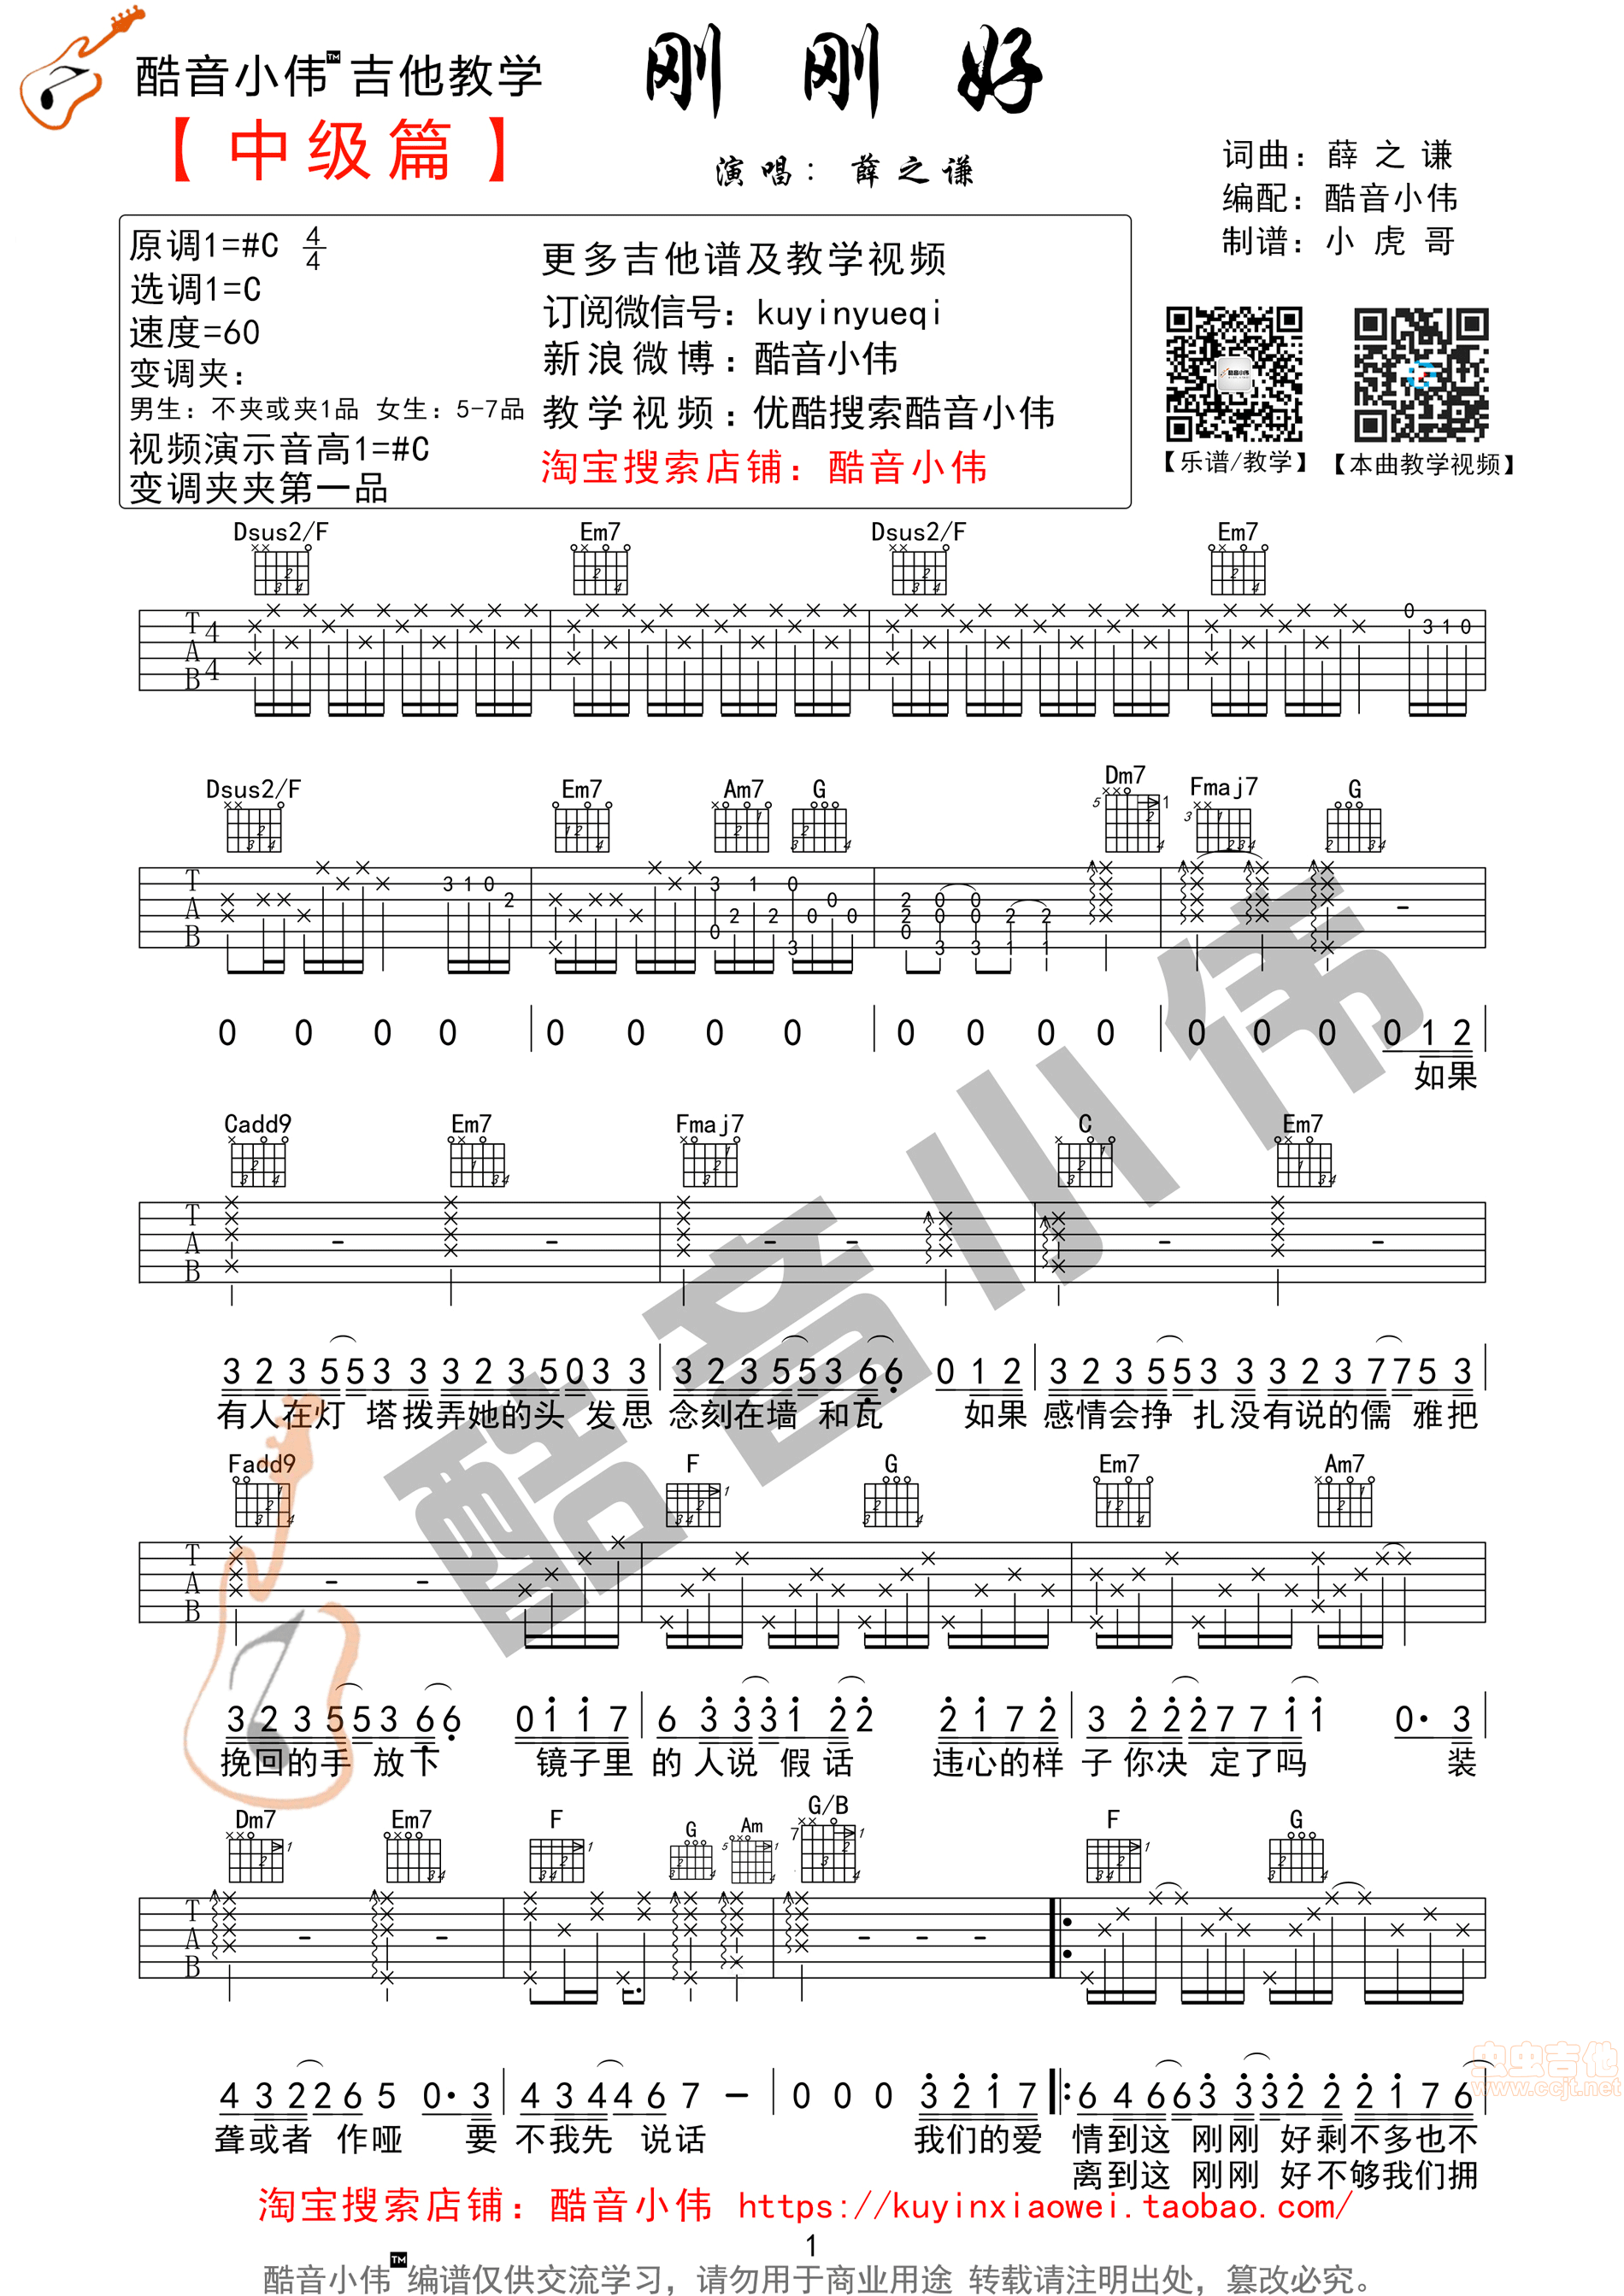 酷音小伟™吉他教学
【中级篇】
刚刚好
演唱：薛之谦
词曲：薛之谦
编配：酷音小伟
制谱：小虎哥
原调1=#C 4/4
选调1=C
速度=60
变调夹：
男生：不夹或夹1品 女生：5-7品
视频演示音高1=#C
变调夹夹第一品
更多吉他谱及教学视频
订阅微信号：kuyinyueqi
新浪微博：酷音小伟
教学视频：优酷搜索酷音小伟
淘宝搜索店铺：酷音小伟
【乐谱/教学】 【本曲教学视频】
Dsus2/F Em7 Dsus2/F Em7
T A B 4 4 0 3 1 0
Dsus2/F Em7 Am7 G Dm7 Fmaj7 G
T A B
0 0 0 0 | 0 0 0 0 | 0 0 0 0 | 0 0 0 0 1 2
如果
Cadd9 Em7 Fmaj7 C Em7
T A B
3 2 3 5 5 3 3 3 2 3 5 0 3 3 | 3 2 3 5 5 3 6 6 0 1 2 | 3 2 3 5 5 3 3 3 2 3 7 7 5 3
有人在灯 塔拨弄她的头 发思 念刻在墙 和瓦 如果 感情会挣 扎没有说的儒 雅把
Fadd9 F G Em7 Am7
T A B
3 2 3 5 5 3 6 6 0 1 1 7 | 6 3 3 3 1 2 2 2 1 7 2 | 3 2 2 2 7 7 1 1 0· 3
挽回的手 放下 镜子里 的人说 假话 违心的样 子你决 定了吗 装
Dm7 Em7 F G Am G/B F G
T A B
4 3 2 2 6 5 0· 3 | 4 3 4 4 6 7 - | 0 0 0 3 2 1 7 ‖: 6 4 6 6 3 3 3 2 2 2 1 7 6
聋或者 作哑 要 不我先 说话 我们的爱 情到这 刚刚 好剩不多也不
离到这 刚刚 好不够我们拥
淘宝搜索店铺：酷音小伟 https://kuyinxiaowei.taobao.com/
1
酷音小伟™编谱仅供交流学习，请勿用于商业用途 转载请注明出处，篡改必究。
酷音小伟
虫虫吉他
www.ccjt.net